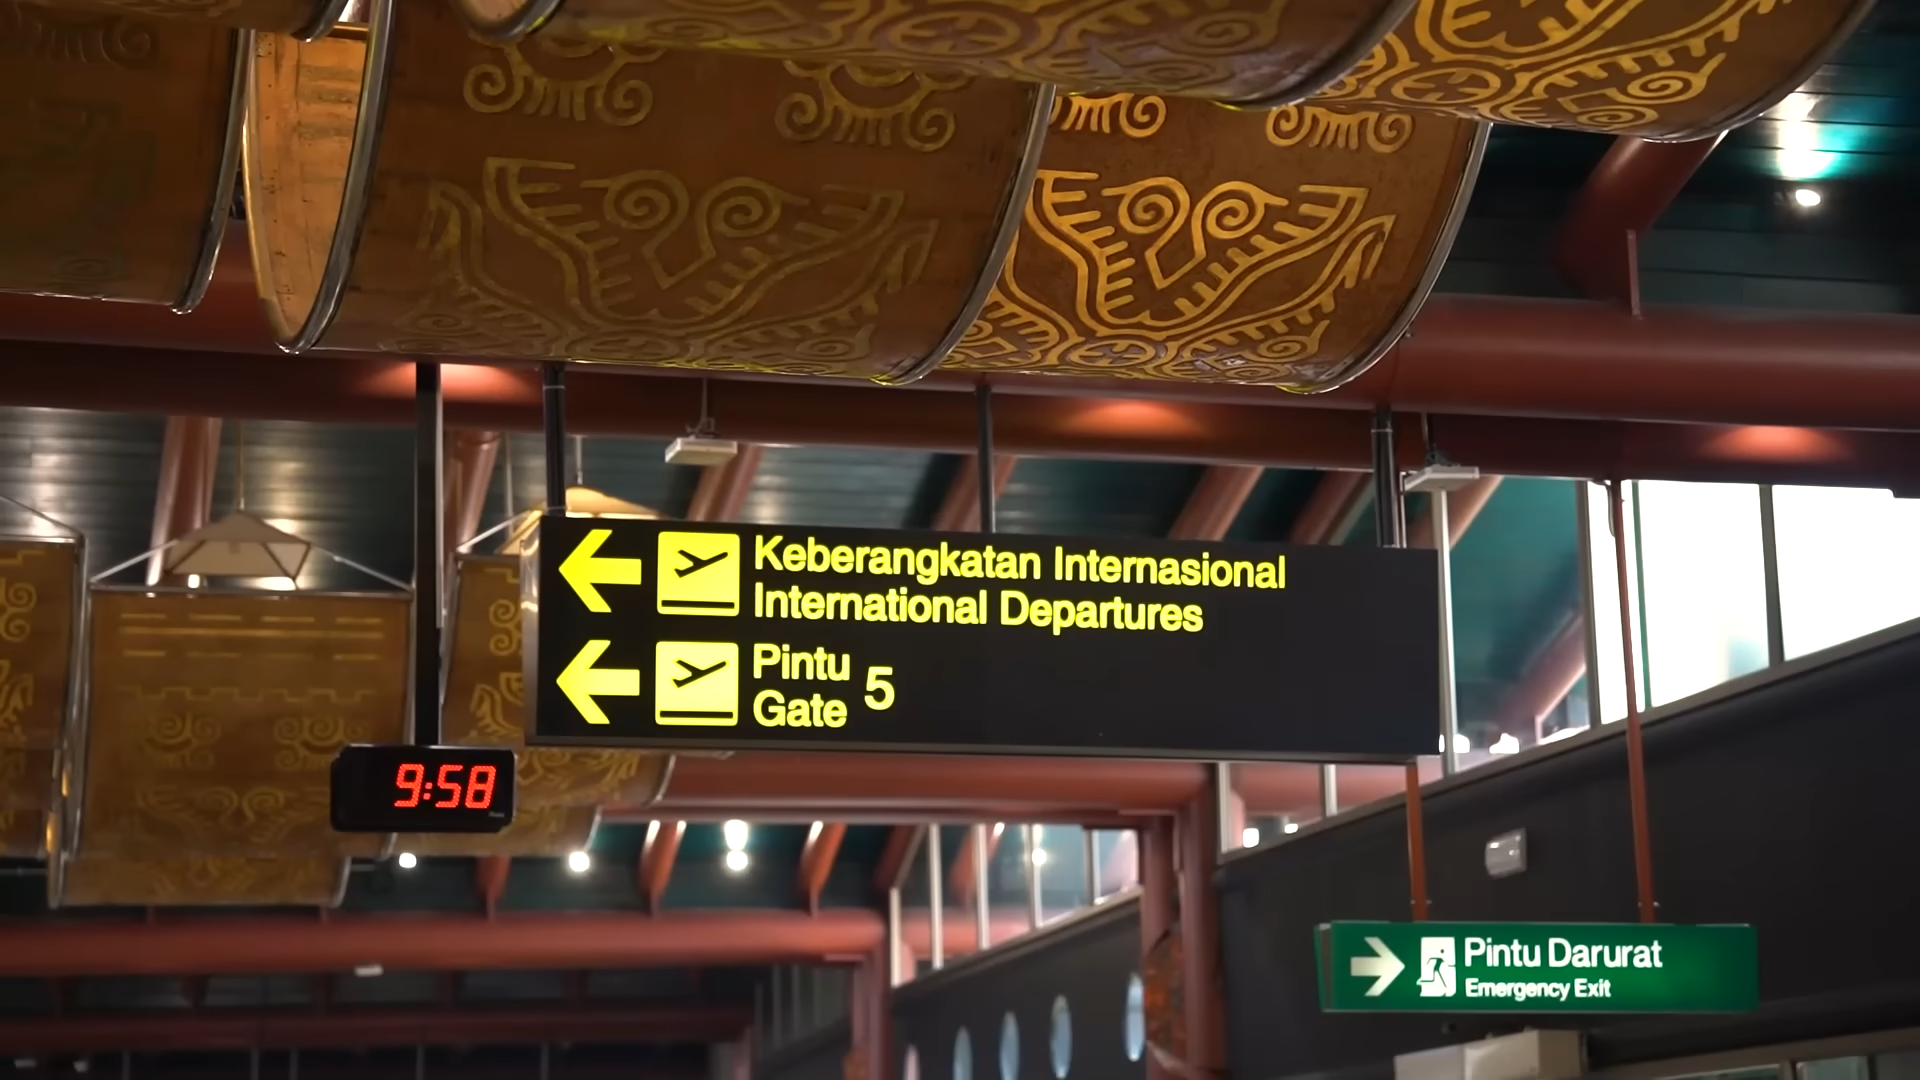 Keberangkatan Internasional
International Departures
Pintu
Gate 5
9:58
Pintu Darurat
Emergency Exit